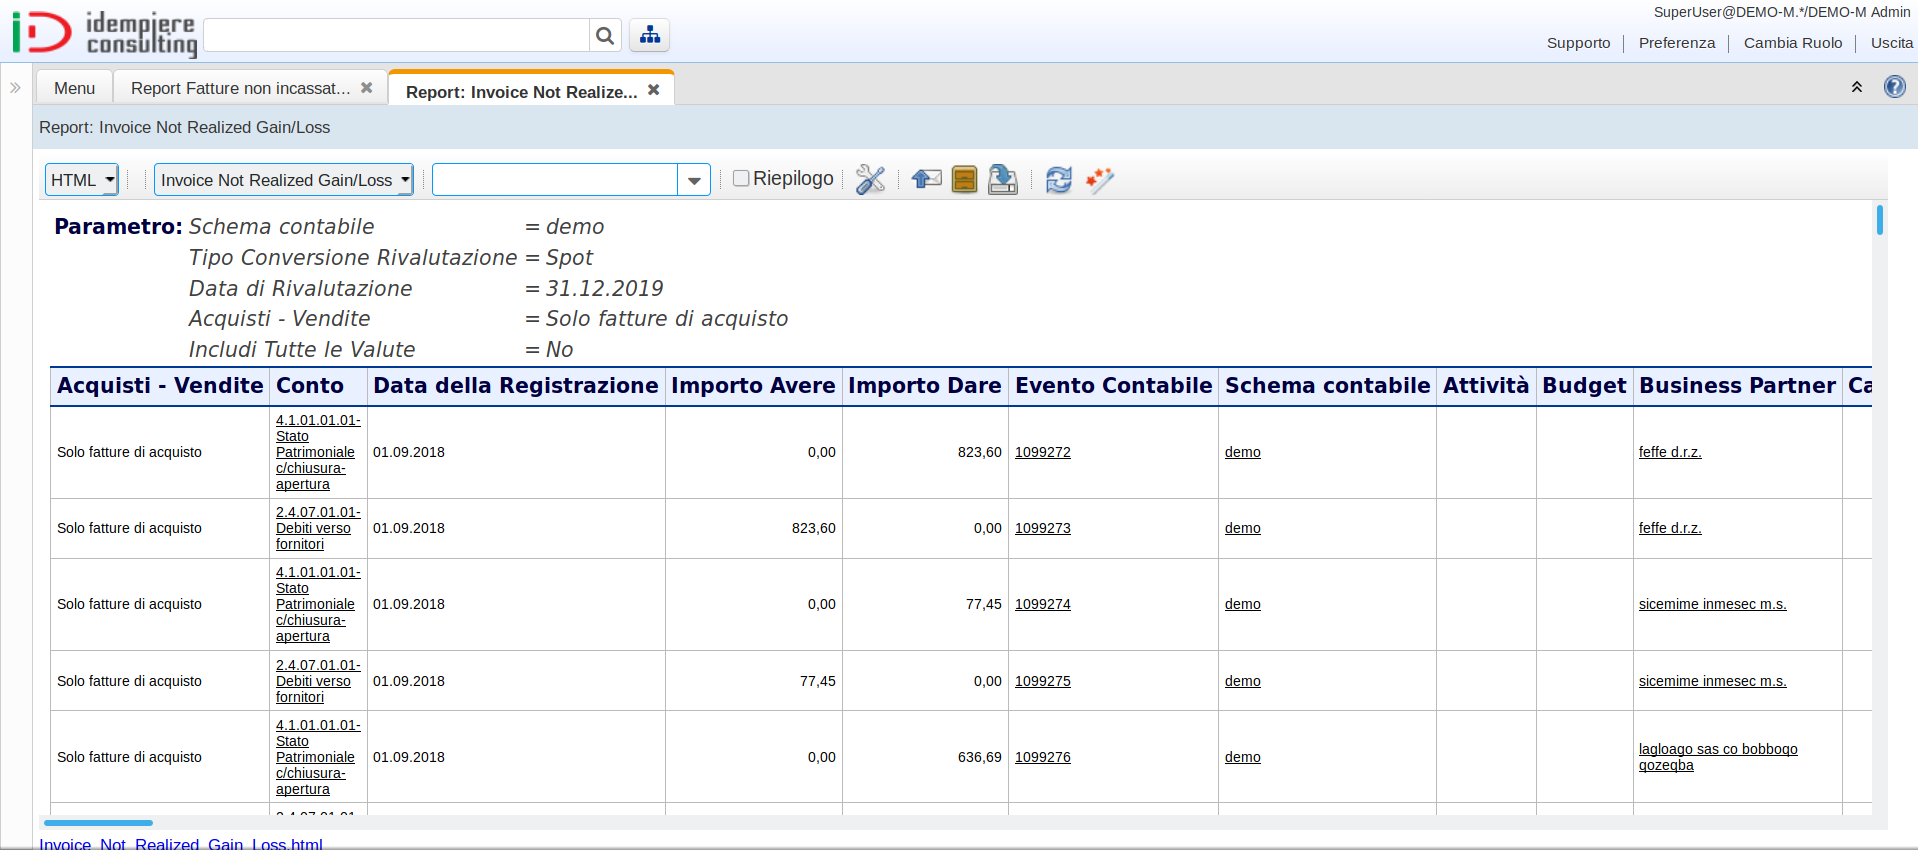 iD idempiere
consulting
SuperUser@DEMO-M.*/DEMO-M Admin
Supporto Preferenza Cambia Ruolo Uscita
» Menu Report Fatture non incassat... Report: Invoice Not Realize...
Report: Invoice Not Realized Gain/Loss
HTML Invoice Not Realized Gain/Loss Riepilogo
Parametro: Schema contabile = demo
Tipo Conversione Rivalutazione = Spot
Data di Rivalutazione = 31.12.2019
Acquisti - Vendite = Solo fatture di acquisto
Includi Tutte le Valute = No
Acquisti - Vendite Conto Data della Registrazione Importo Avere Importo Dare Evento Contabile Schema contabile Attività Budget Business Partner Ca
Solo fatture di acquisto 4.1.01.01.01-
Stato
Patrimoniale
c/chiusura-
apertura 01.09.2018 0,00 823,60 1099272 demo feffe d.r.z.
Solo fatture di acquisto 2.4.07.01.01-
Debiti verso
fornitori 01.09.2018 823,60 0,00 1099273 demo feffe d.r.z.
Solo fatture di acquisto 4.1.01.01.01-
Stato
Patrimoniale
c/chiusura-
apertura 01.09.2018 0,00 77,45 1099274 demo sicemime inmesec m.s.
Solo fatture di acquisto 2.4.07.01.01-
Debiti verso
fornitori 01.09.2018 77,45 0,00 1099275 demo sicemime inmesec m.s.
Solo fatture di acquisto 4.1.01.01.01-
Stato
Patrimoniale
c/chiusura-
apertura 01.09.2018 0,00 636,69 1099276 demo lagloago sas co bobboqo
qozeqba
Invoice_Not_Realized_Gain_Loss.html